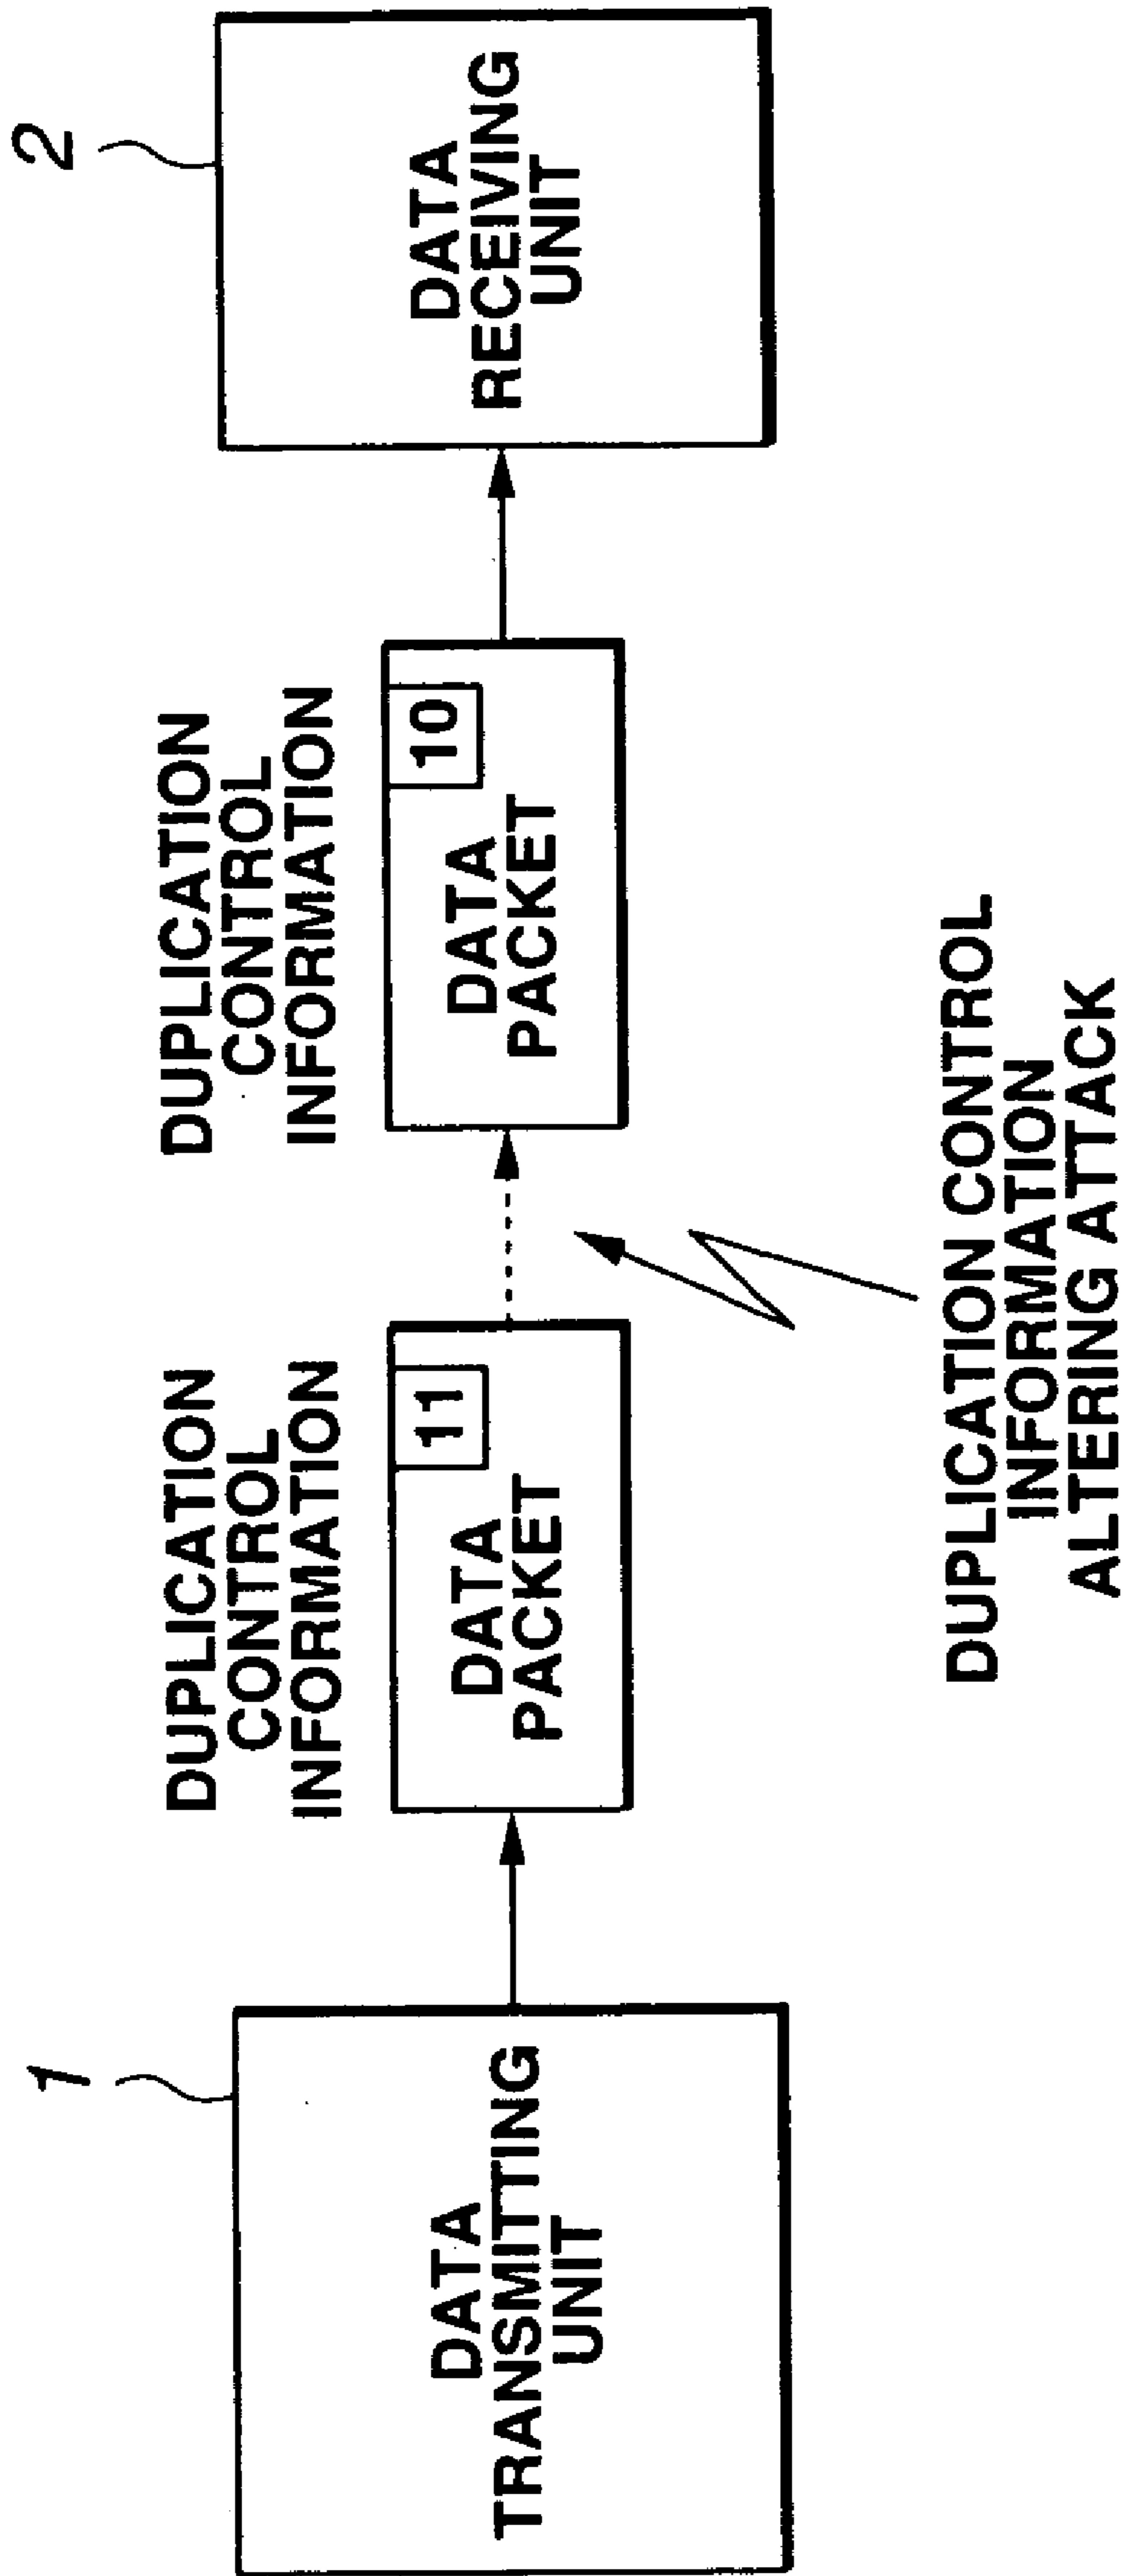 1
DATA
TRANSMITTING
UNIT
DUPLICATION
CONTROL
INFORMATION
11
DATA
PACKET
DUPLICATION
CONTROL
INFORMATION
10
DATA
PACKET
2
DATA
RECEIVING
UNIT
DUPLICATION CONTROL
INFORMATION
ALTERING ATTACK